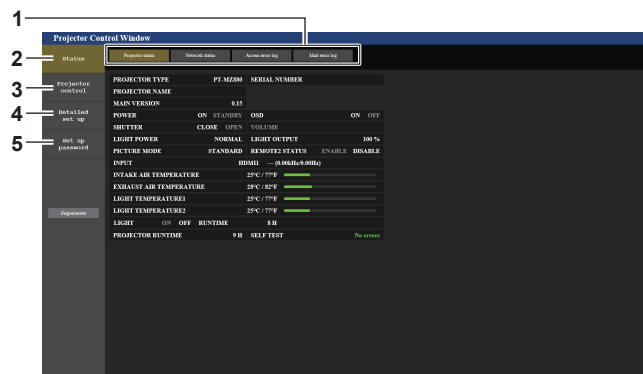 1
Projector Control Window
2
Status
Projector status Network status Access error log Mail error log
3
Projector control
4
Detailed set up
5
Set up password
Japanese
PROJECTOR TYPE PT-MZ880 SERIAL NUMBER
PROJECTOR NAME
MAIN VERSION 0.15
POWER ON STANDBY OSD ON OFF
SHUTTER CLOSE OPEN VOLUME
LIGHT POWER NORMAL LIGHT OUTPUT 100 %
PICTURE MODE STANDARD REMOTE2 STATUS ENABLE DISABLE
INPUT HDMI1 --- (0.00kHz/0.00Hz)
INTAKE AIR TEMPERATURE 25°C / 77°F
EXHAUST AIR TEMPERATURE 28°C / 82°F
LIGHT TEMPERATURE1 25°C / 77°F
LIGHT TEMPERATURE2 25°C / 77°F
LIGHT ON OFF RUNTIME 8 H
PROJECTOR RUNTIME 9 H SELF TEST No errors